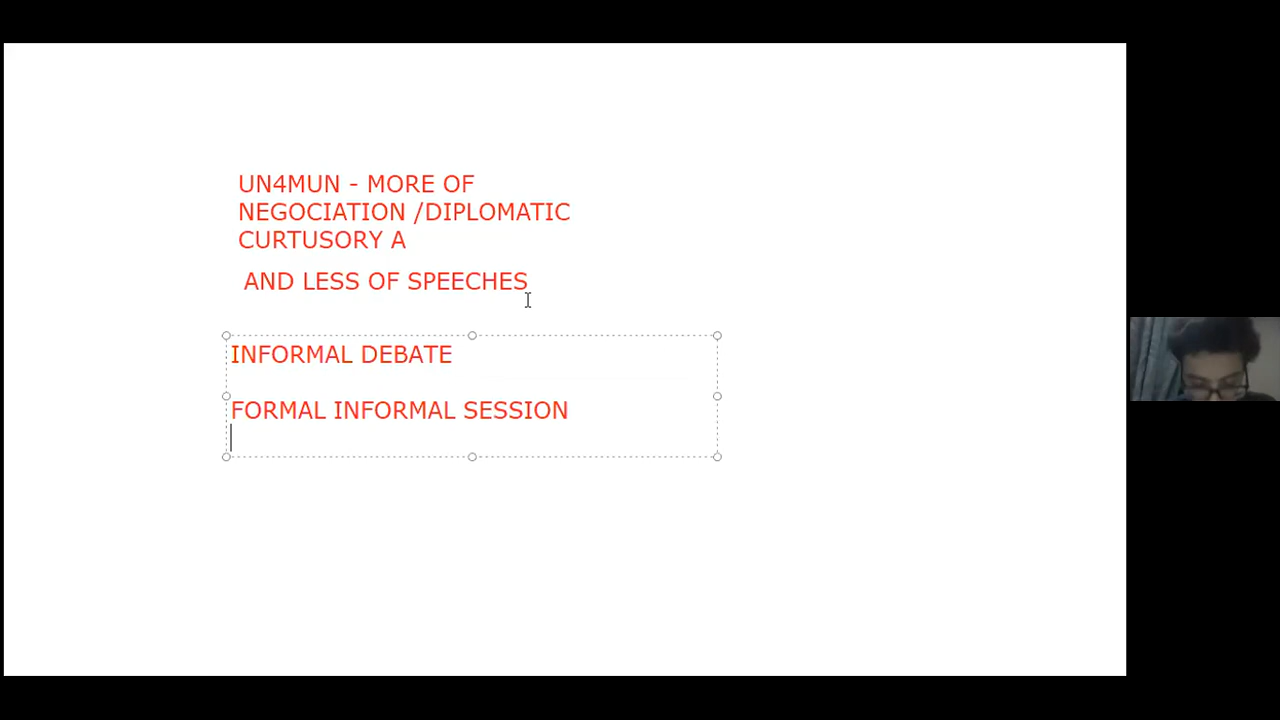 UN4MUN - MORE OF
NEGOCIATION /DIPLOMATIC
CURTUSORY A
AND LESS OF SPEECHES
INFORMAL DEBATE
FORMAL INFORMAL SESSION